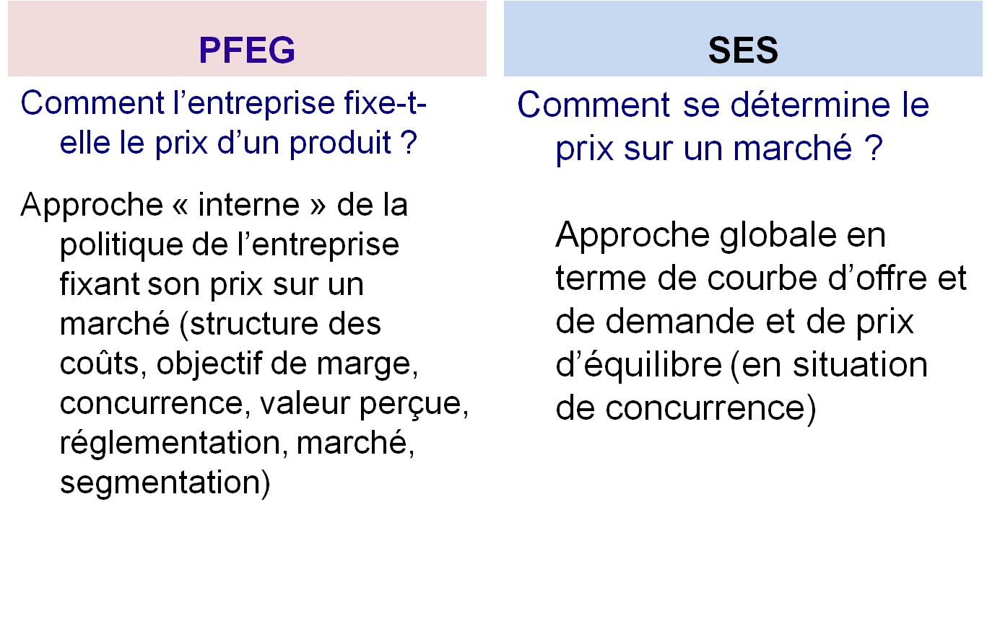 PFEG
Comment l’entreprise fixe-t-
elle le prix d’un produit ?
Approche « interne » de la
politique de l’entreprise
fixant son prix sur un
marché (structure des
coûts, objectif de marge,
concurrence, valeur perçue,
réglementation, marché,
segmentation)
SES
Comment se détermine le
prix sur un marché ?
Approche globale en
terme de courbe d’offre et
de demande et de prix
d’équilibre (en situation
de concurrence)